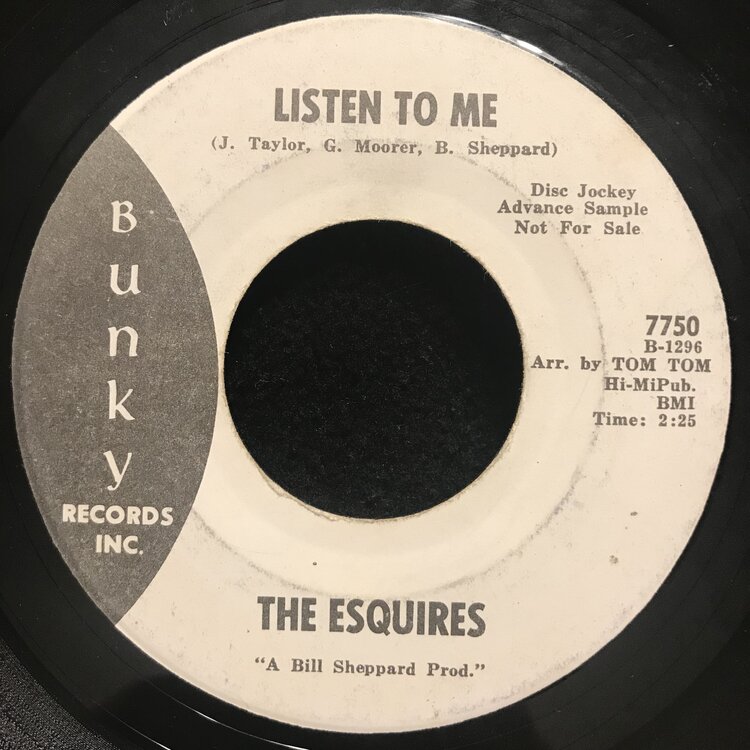 LISTEN TO ME
(J. Taylor, G. Moorer, B. Sheppard)
Disc Jockey
Advance Sample
Not For Sale
Bunky
RECORDS
INC.
7750
B-1296
Arr. by TOM TOM
Hi-MiPub.
BMI
Time: 2:25
THE ESQUIRES
"A Bill Sheppard Prod."